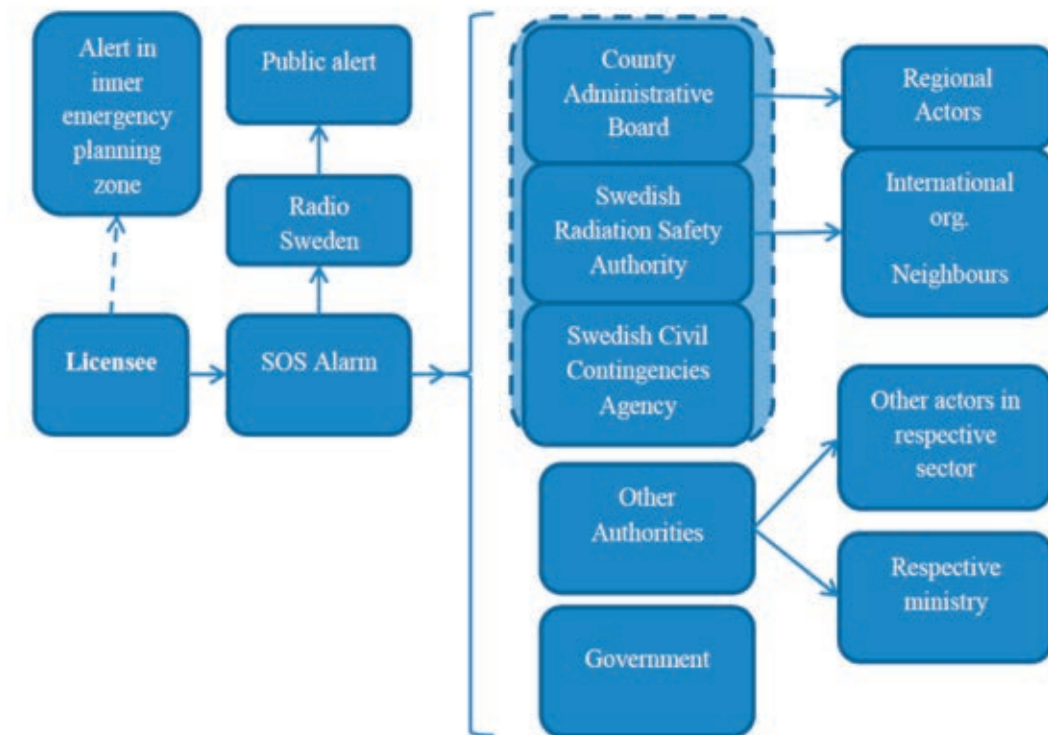 Alert in
inner
emergency
planning
zone
Public alert
Radio
Sweden
Licensee
SOS Alarm
County
Administrative
Board
Swedish
Radiation Safety
Authority
Swedish Civil
Contingencies
Agency
Other
Authorities
Government
Regional
Actors
International
org.
Neighbours
Other actors in
respective
sector
Respective
ministry